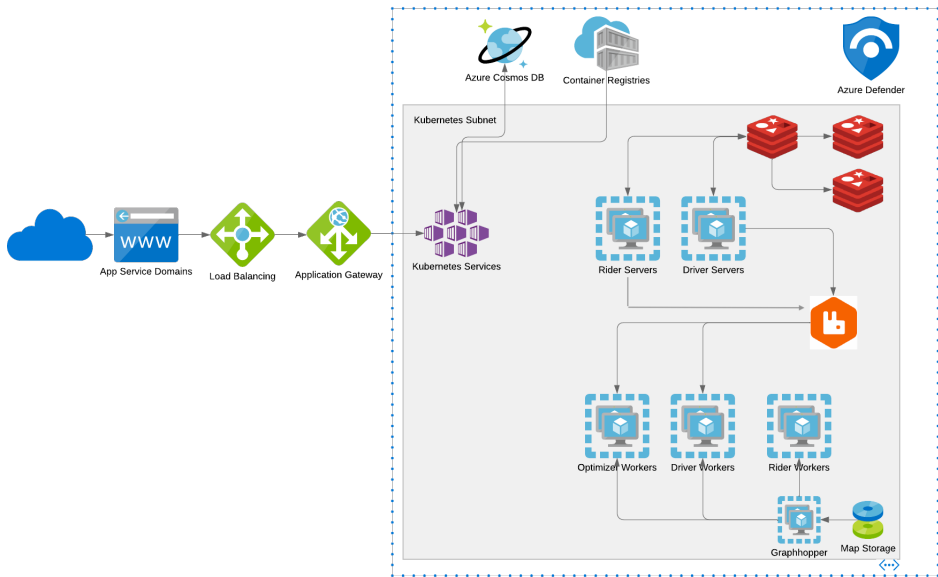 Azure Cosmos DB
Container Registries
Azure Defender
Kubernetes Subnet
www
App Service Domains
Load Balancing
Application Gateway
Kubernetes Services
Rider Servers
Driver Servers
Optimizer Workers
Driver Workers
Rider Workers
Graphhopper
Map Storage